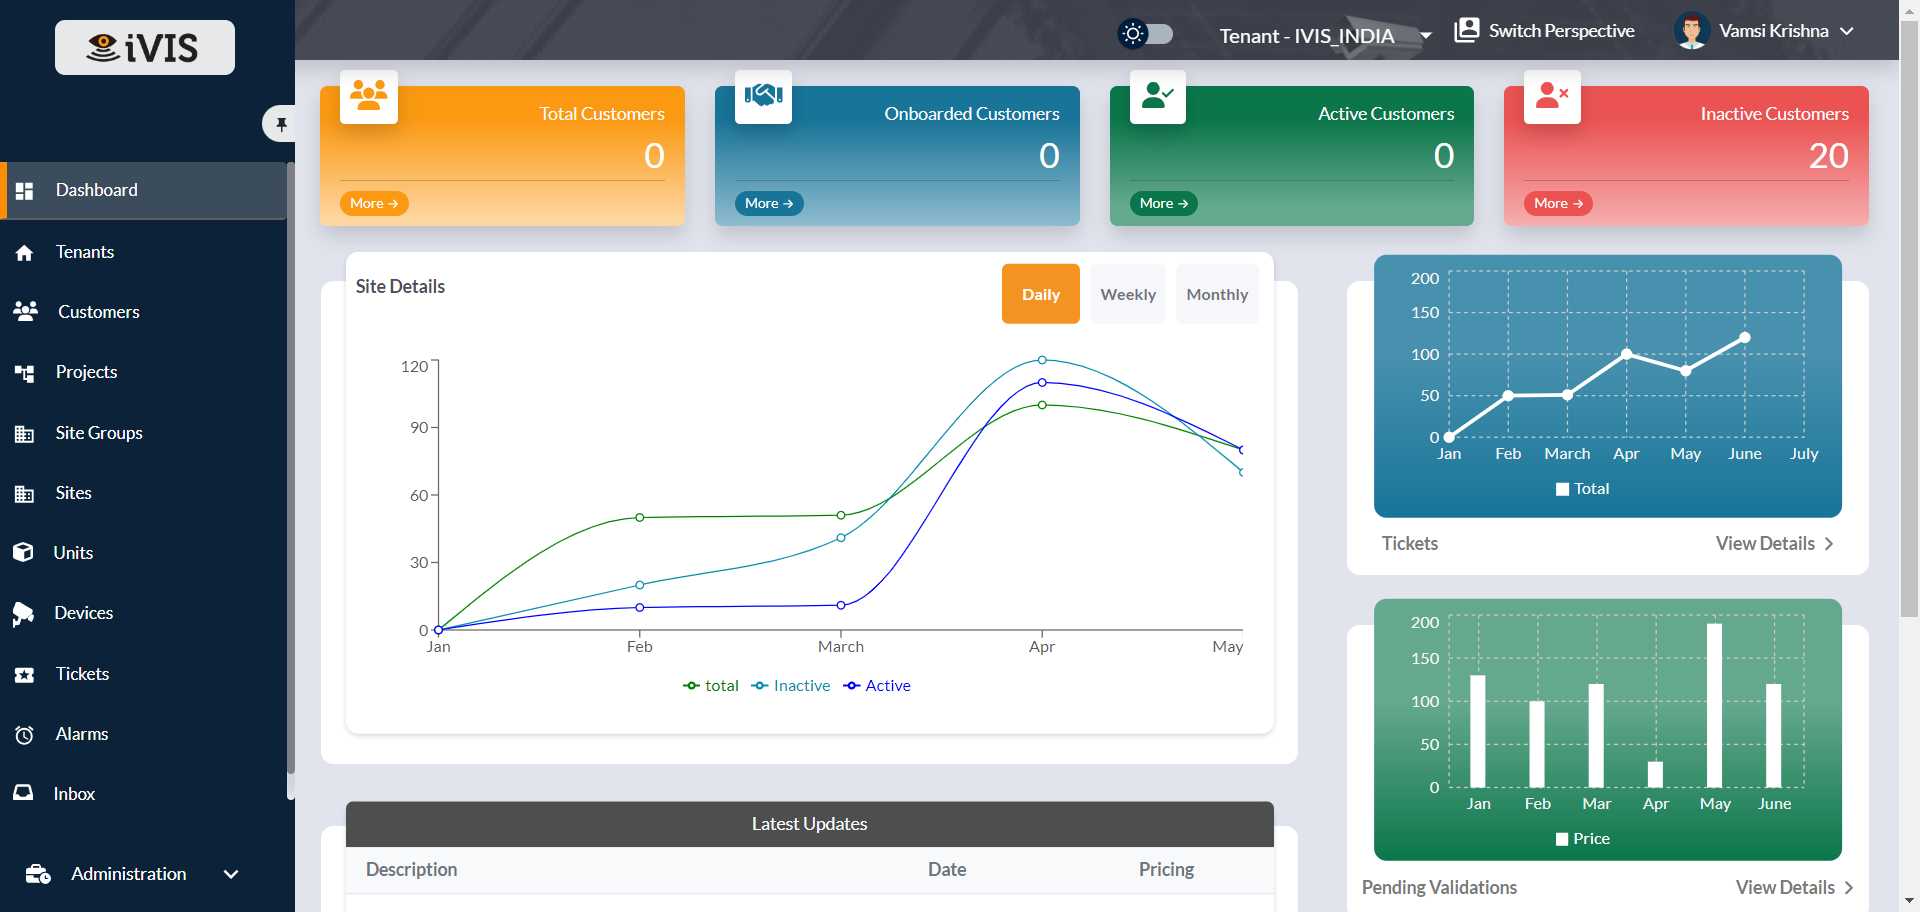 iVIS
Dashboard
Tenants
Customers
Projects
Site Groups
Sites
Units
Devices
Tickets
Alarms
Inbox
Administration
Tenant - IVIS_INDIA
Switch Perspective
Vamsi Krishna
Total Customers
0
More →
Onboarded Customers
0
More →
Active Customers
0
More →
Inactive Customers
20
More →
Site Details
Daily
Weekly
Monthly
120
90
60
30
0
Jan Feb March Apr May
total Inactive Active
200
150
100
50
0
Jan Feb March Apr May June July
Total
Tickets
View Details
200
150
100
50
0
Jan Feb Mar Apr May June
Price
Pending Validations
View Details
Latest Updates
Description Date Pricing